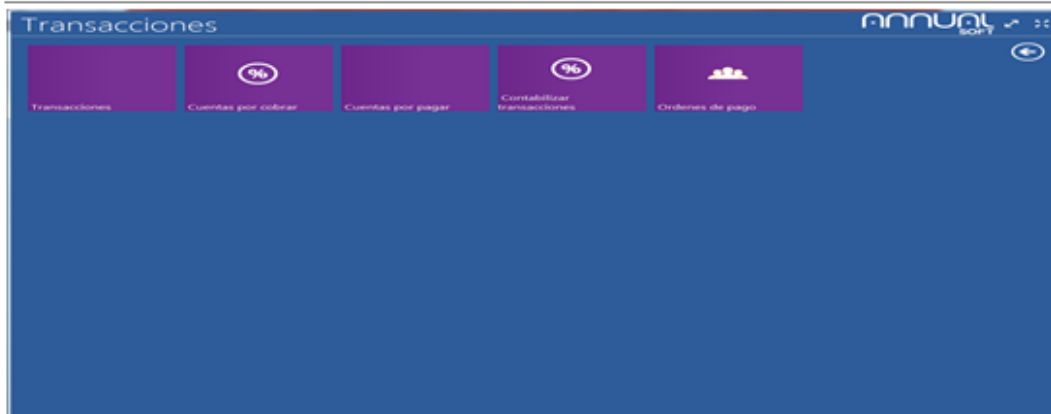 Transacciones
ANNUAL
SOFT
%
%
Transacciones
Cuentas por cobrar
Cuentas por pagar
Contabilizar
transacciones
Ordenes de pago